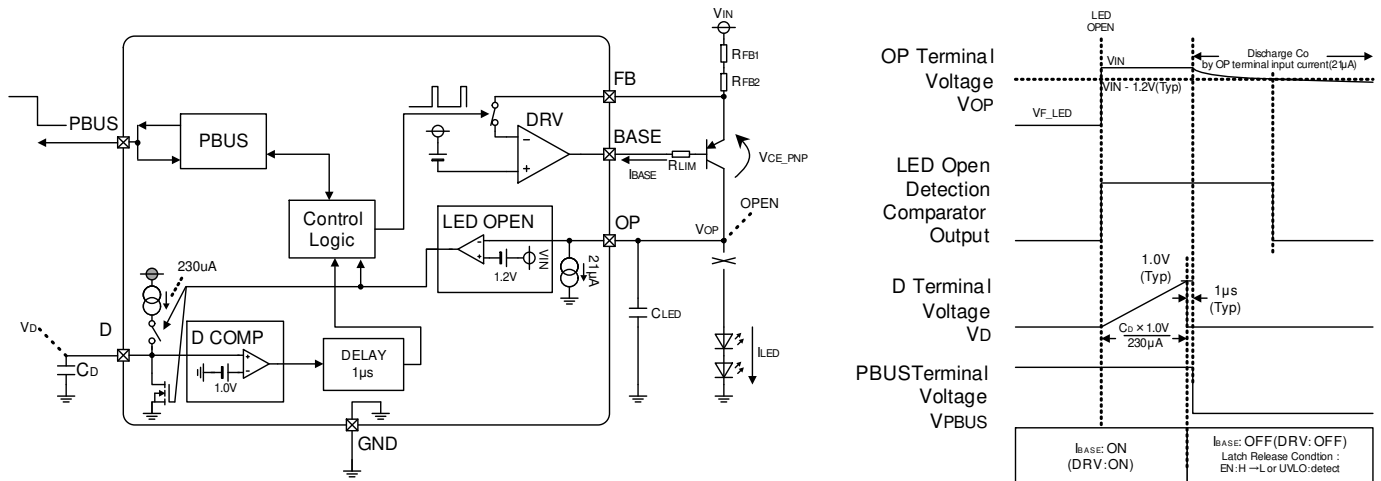 VIN
RFB1
RFB2
FB
DRV
PBUS
PBUS
BASE
IBASE
RLIM
VCE_PNP
Control
Logic
LED OPEN
OP
VOP
OPEN
1.2V
VIN
21µA
230uA
CLED
ILED
VD
D
CD
D COMP
1.0V
DELAY
1µs
GND
LED
OPEN
OP Terminal
Voltage
VOP
VIN
Discharge Co
by OP terminal input current(21µA)
VIN - 1.2V(Typ)
VF_LED
LED Open
Detection
Comparator
Output
D Terminal
Voltage
VD
1.0V
(Typ)
1µs
(Typ)
CD × 1.0V
230µA
PBUSTerminal
Voltage
VPBUS
IBASE: ON
(DRV:ON)
IBASE: OFF(DRV: OFF)
Latch Release Condtion :
EN:H →L or UVLO:detect